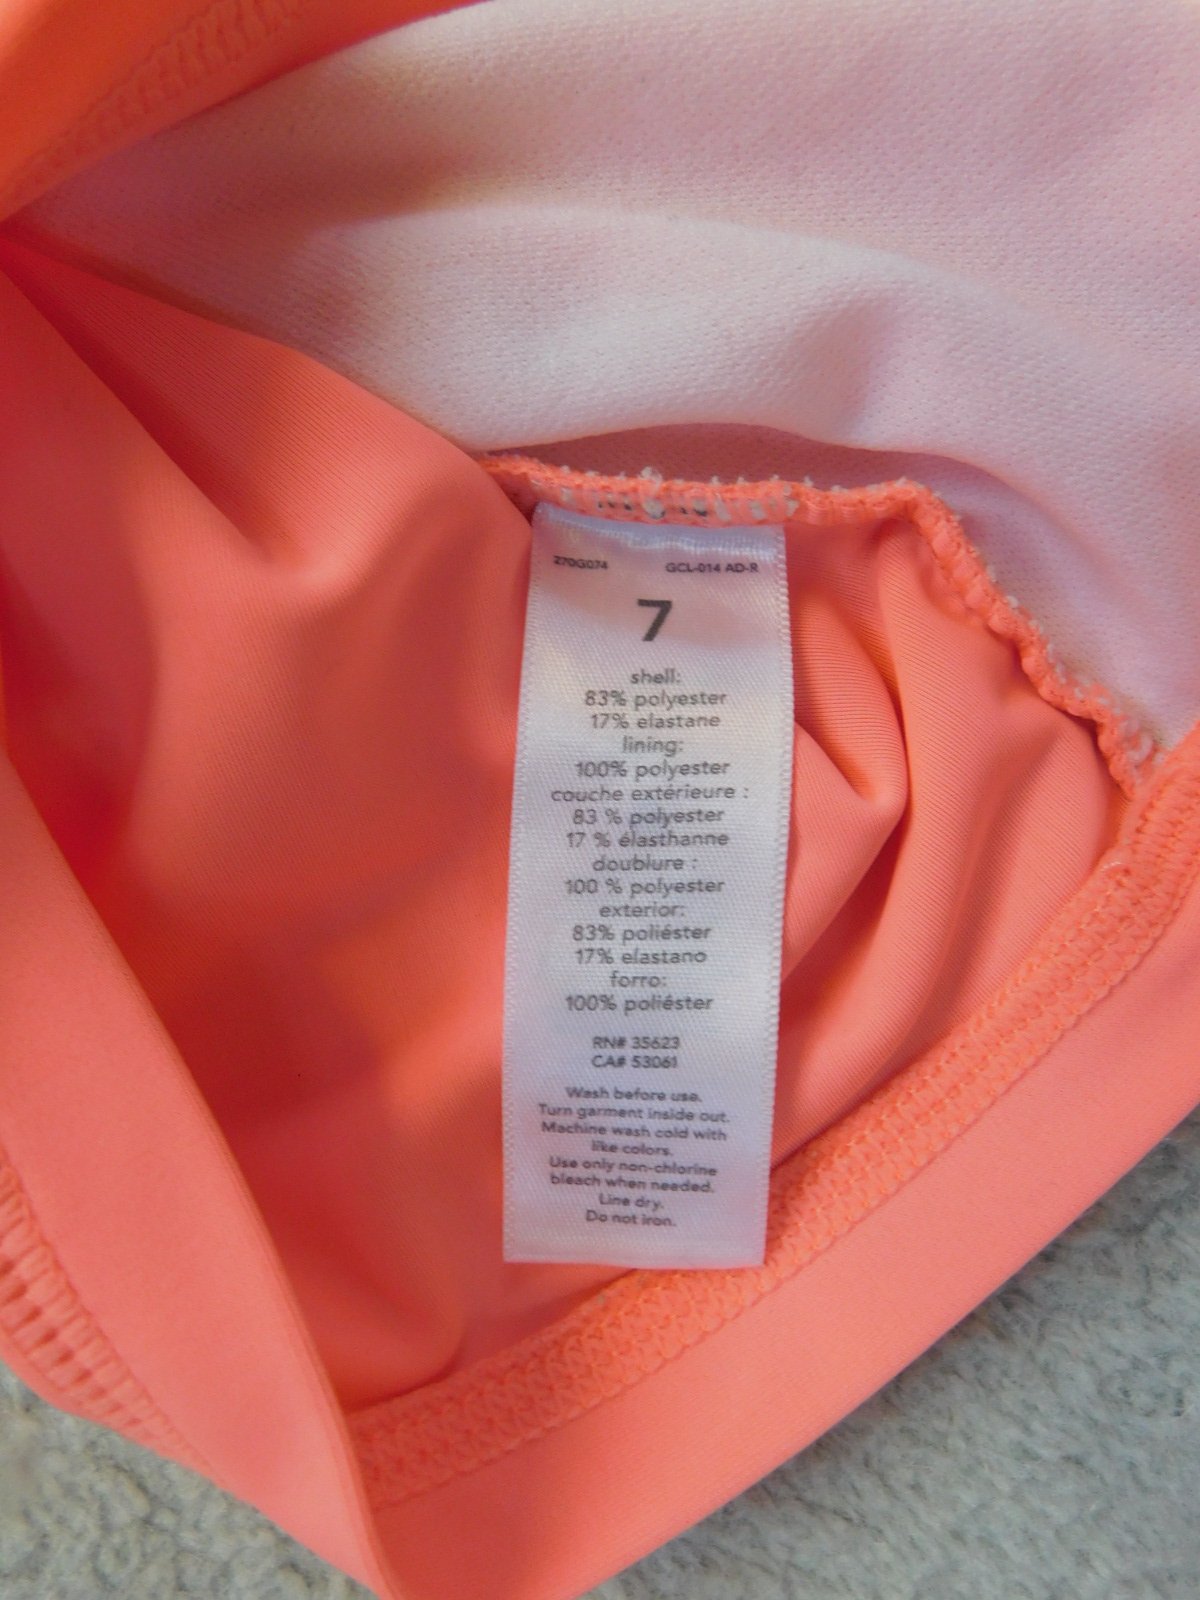 270G074 GCL-014 AD-R
7
shell:
83% polyester
17% elastane
lining:
100% polyester
couche extérieure :
83 % polyester
17 % élasthanne
doublure :
100 % polyester
exterior:
83% poliéster
17% elastano
forro:
100% poliéster
RN# 35623
CA# 53061
Wash before use.
Turn garment inside out.
Machine wash cold with
like colors.
Use only non-chlorine
bleach when needed.
Line dry.
Do not iron.